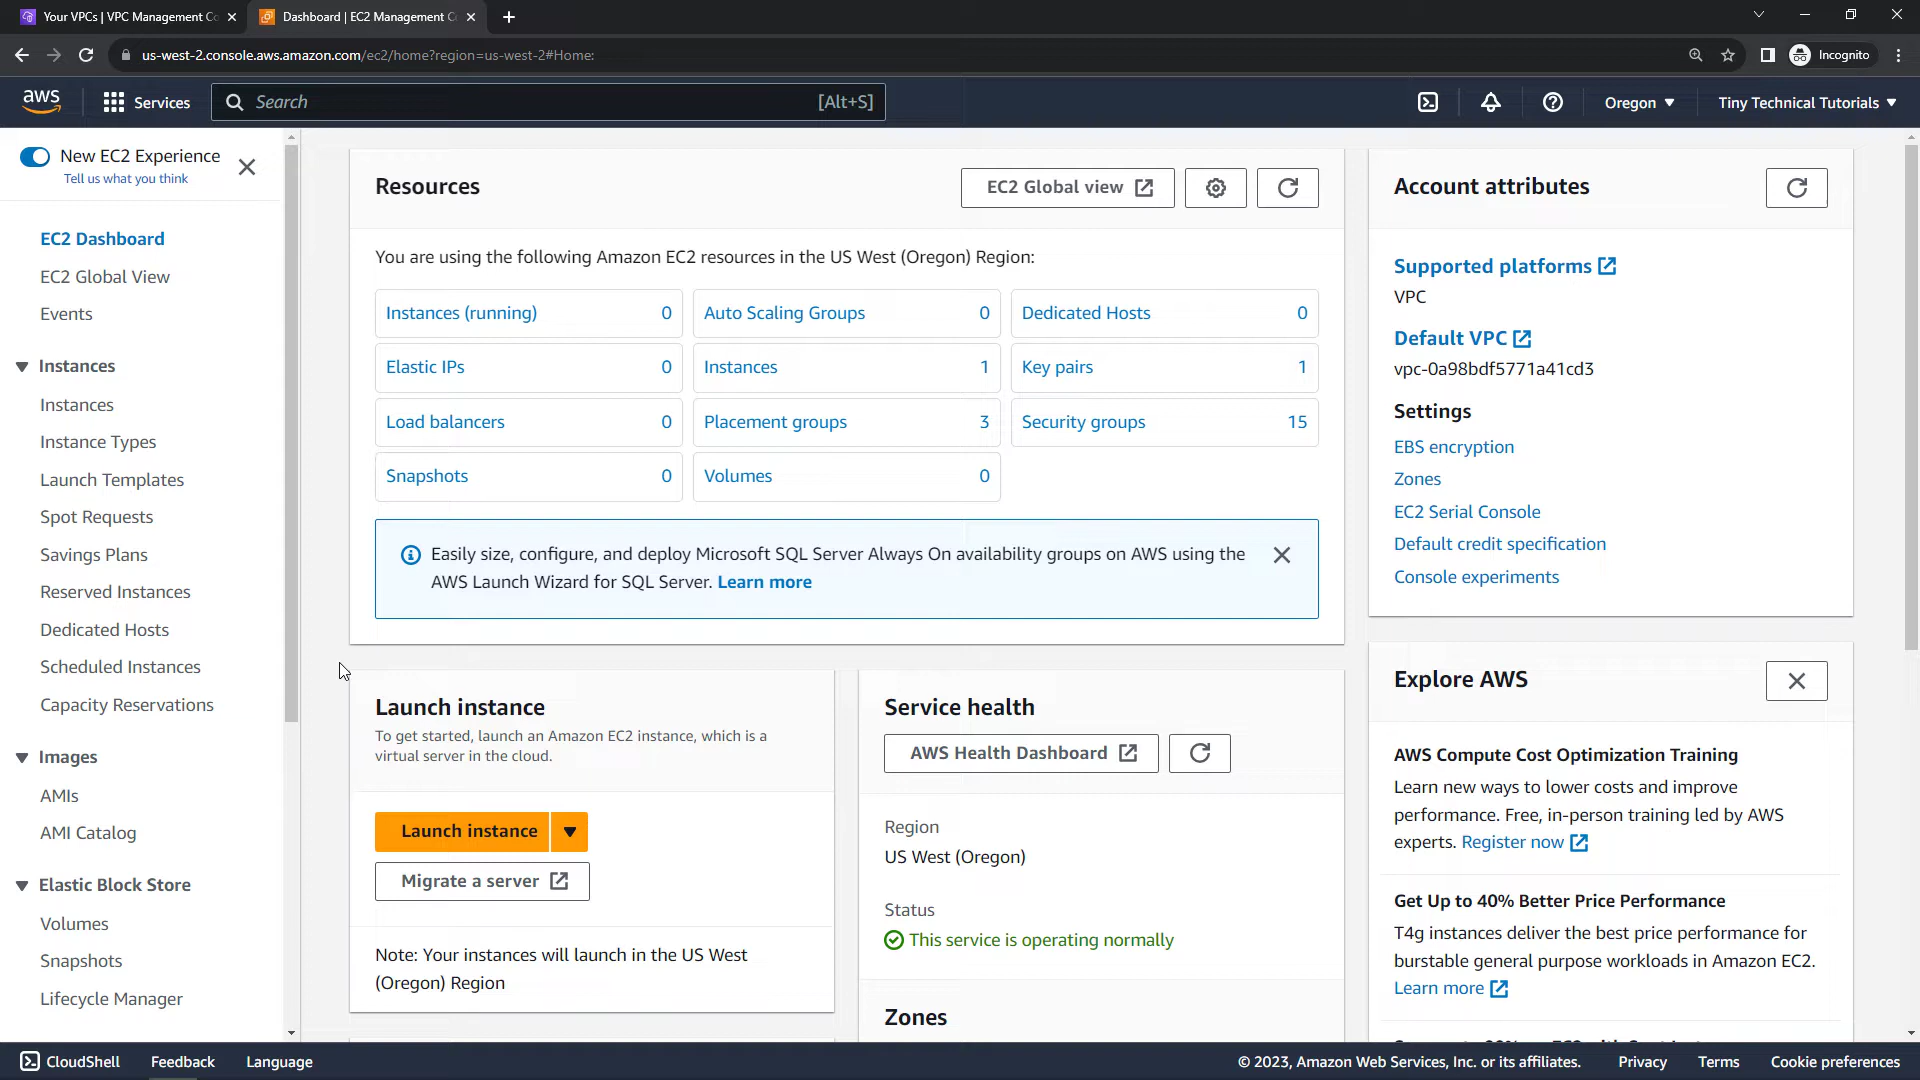 Your VPCs | VPC Management Co
Dashboard | EC2 Management Co
us-west-2.console.aws.amazon.com/ec2/home?region=us-west-2#Home:
Incognito
aws
Services
Search
[Alt+S]
Oregon
Tiny Technical Tutorials
New EC2 Experience
Tell us what you think
EC2 Dashboard
EC2 Global View
Events
Instances
Instances
Instance Types
Launch Templates
Spot Requests
Savings Plans
Reserved Instances
Dedicated Hosts
Scheduled Instances
Capacity Reservations
Images
AMIs
AMI Catalog
Elastic Block Store
Volumes
Snapshots
Lifecycle Manager
Resources
EC2 Global view
You are using the following Amazon EC2 resources in the US West (Oregon) Region:
Instances (running) 0
Auto Scaling Groups 0
Dedicated Hosts 0
Elastic IPs 0
Instances 1
Key pairs 1
Load balancers 0
Placement groups 3
Security groups 15
Snapshots 0
Volumes 0
Easily size, configure, and deploy Microsoft SQL Server Always On availability groups on AWS using the
AWS Launch Wizard for SQL Server. Learn more
Launch instance
To get started, launch an Amazon EC2 instance, which is a
virtual server in the cloud.
Launch instance
Migrate a server
Note: Your instances will launch in the US West
(Oregon) Region
Service health
AWS Health Dashboard
Region
US West (Oregon)
Status
This service is operating normally
Zones
Account attributes
Supported platforms
VPC
Default VPC
vpc-0a98bdf5771a41cd3
Settings
EBS encryption
Zones
EC2 Serial Console
Default credit specification
Console experiments
Explore AWS
AWS Compute Cost Optimization Training
Learn new ways to lower costs and improve
performance. Free, in-person training led by AWS
experts. Register now
Get Up to 40% Better Price Performance
T4g instances deliver the best price performance for
burstable general purpose workloads in Amazon EC2.
Learn more
CloudShell
Feedback
Language
© 2023, Amazon Web Services, Inc. or its affiliates.
Privacy
Terms
Cookie preferences